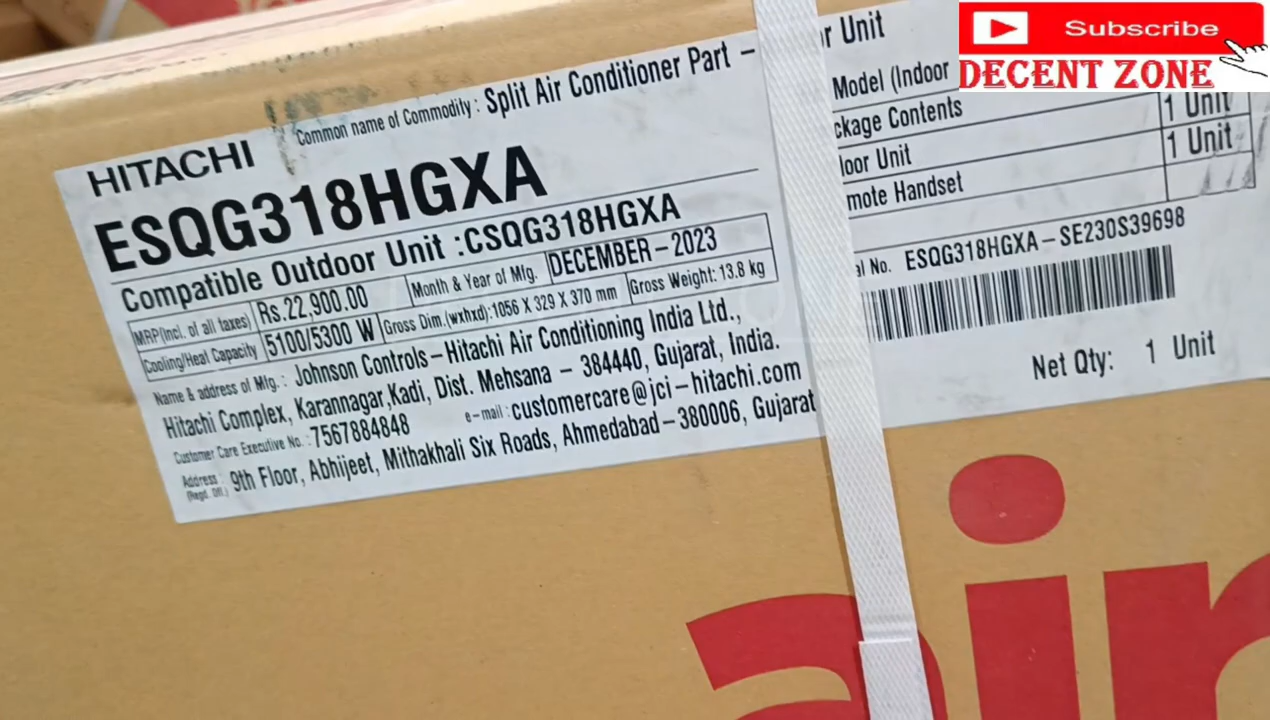 Subscribe
DECENT ZONE
HITACHI
Common name of Commodity : Split Air Conditioner Part –
ESQG318HGXA
Compatible Outdoor Unit : CSQG318HGXA
MRP(Incl. of all taxes) Rs.22,900.00 Month & Year of Mfg. DECEMBER – 2023
Cooling/Heat Capacity 5100/5300 W Gross Dim.(wxhxd):1056 X 329 X 370 mm Gross Weight: 13.8 kg
Name & address of Mfg. : Johnson Controls – Hitachi Air Conditioning India Ltd.,
Hitachi Complex, Karannagar,Kadi, Dist. Mehsana – 384440, Gujarat, India.
Customer Care Executive No. : 7567884848 e–mail : customercare@jci–hitachi.com
Address : (Regd. Off.) 9th Floor, Abhijeet, Mithakhali Six Roads, Ahmedabad – 380006, Gujarat
r Unit
Model (Indoor
ckage Contents 1 Unit
oor Unit 1 Unit
mote Handset
al No. ESQG318HGXA – SE230S39698
Net Qty: 1 Unit
air